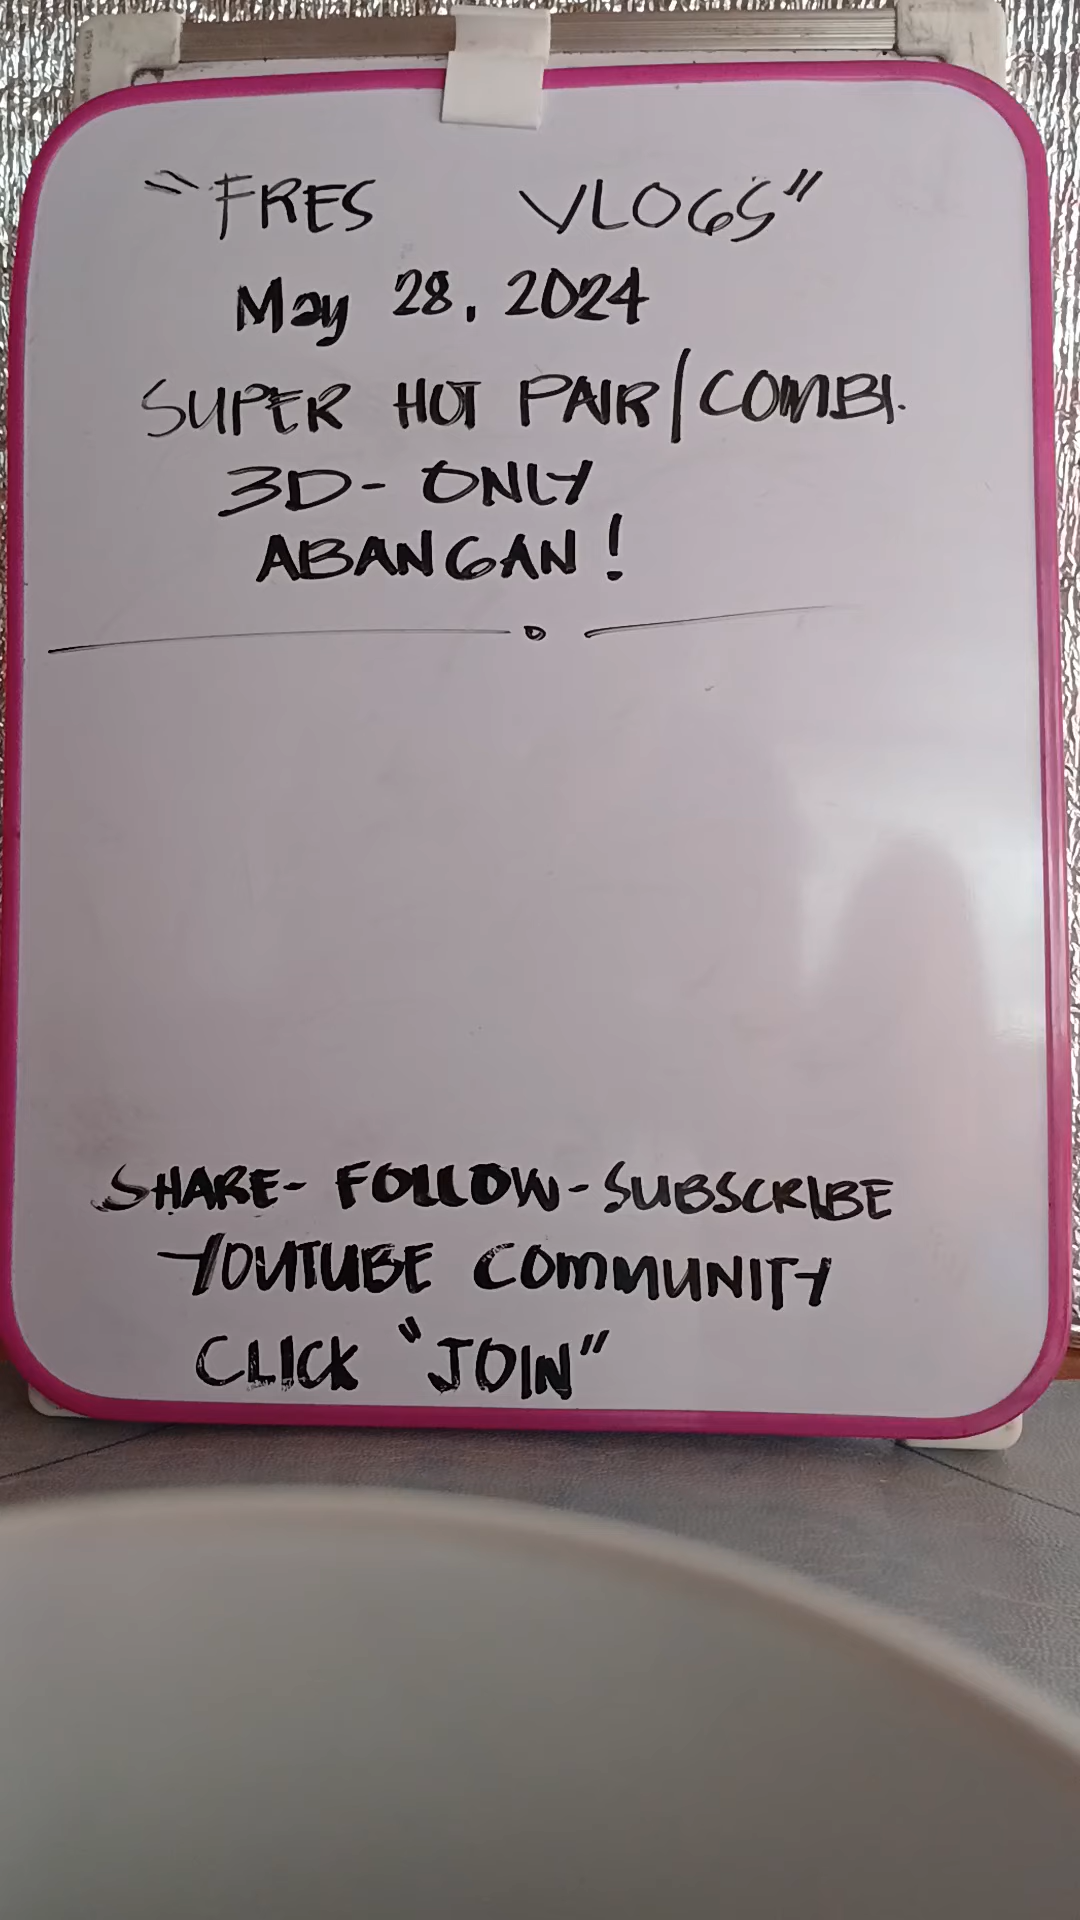 "FRES VLOGS"
May 28, 2024
SUPER HOT PAIR/COMBI.
3D- ONLY
ABANGAN!
SHARE- FOLLOW-SUBSCRIBE
YOUTUBE COMMUNITY
CLICK "JOIN"